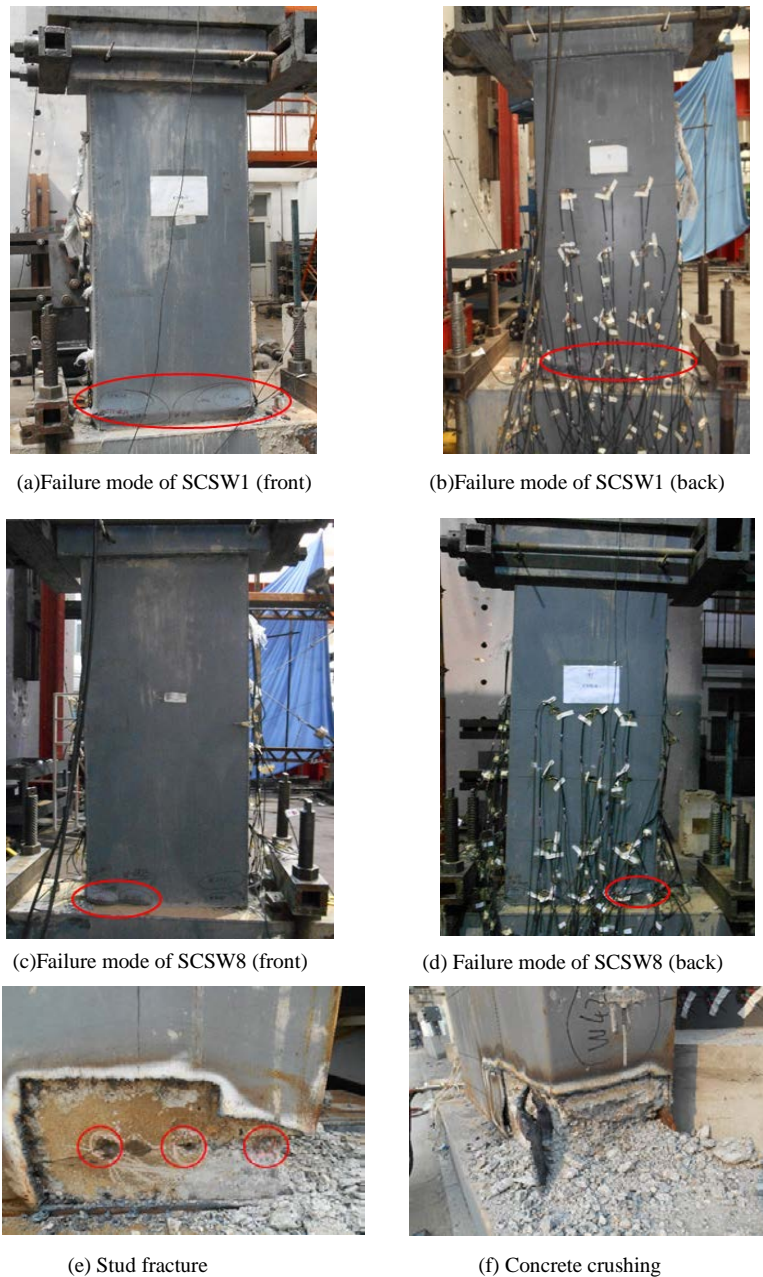 (a)Failure mode of SCSW1 (front)
(b)Failure mode of SCSW1 (back)
(c)Failure mode of SCSW8 (front)
(d) Failure mode of SCSW8 (back)
W42
(e) Stud fracture
(f) Concrete crushing